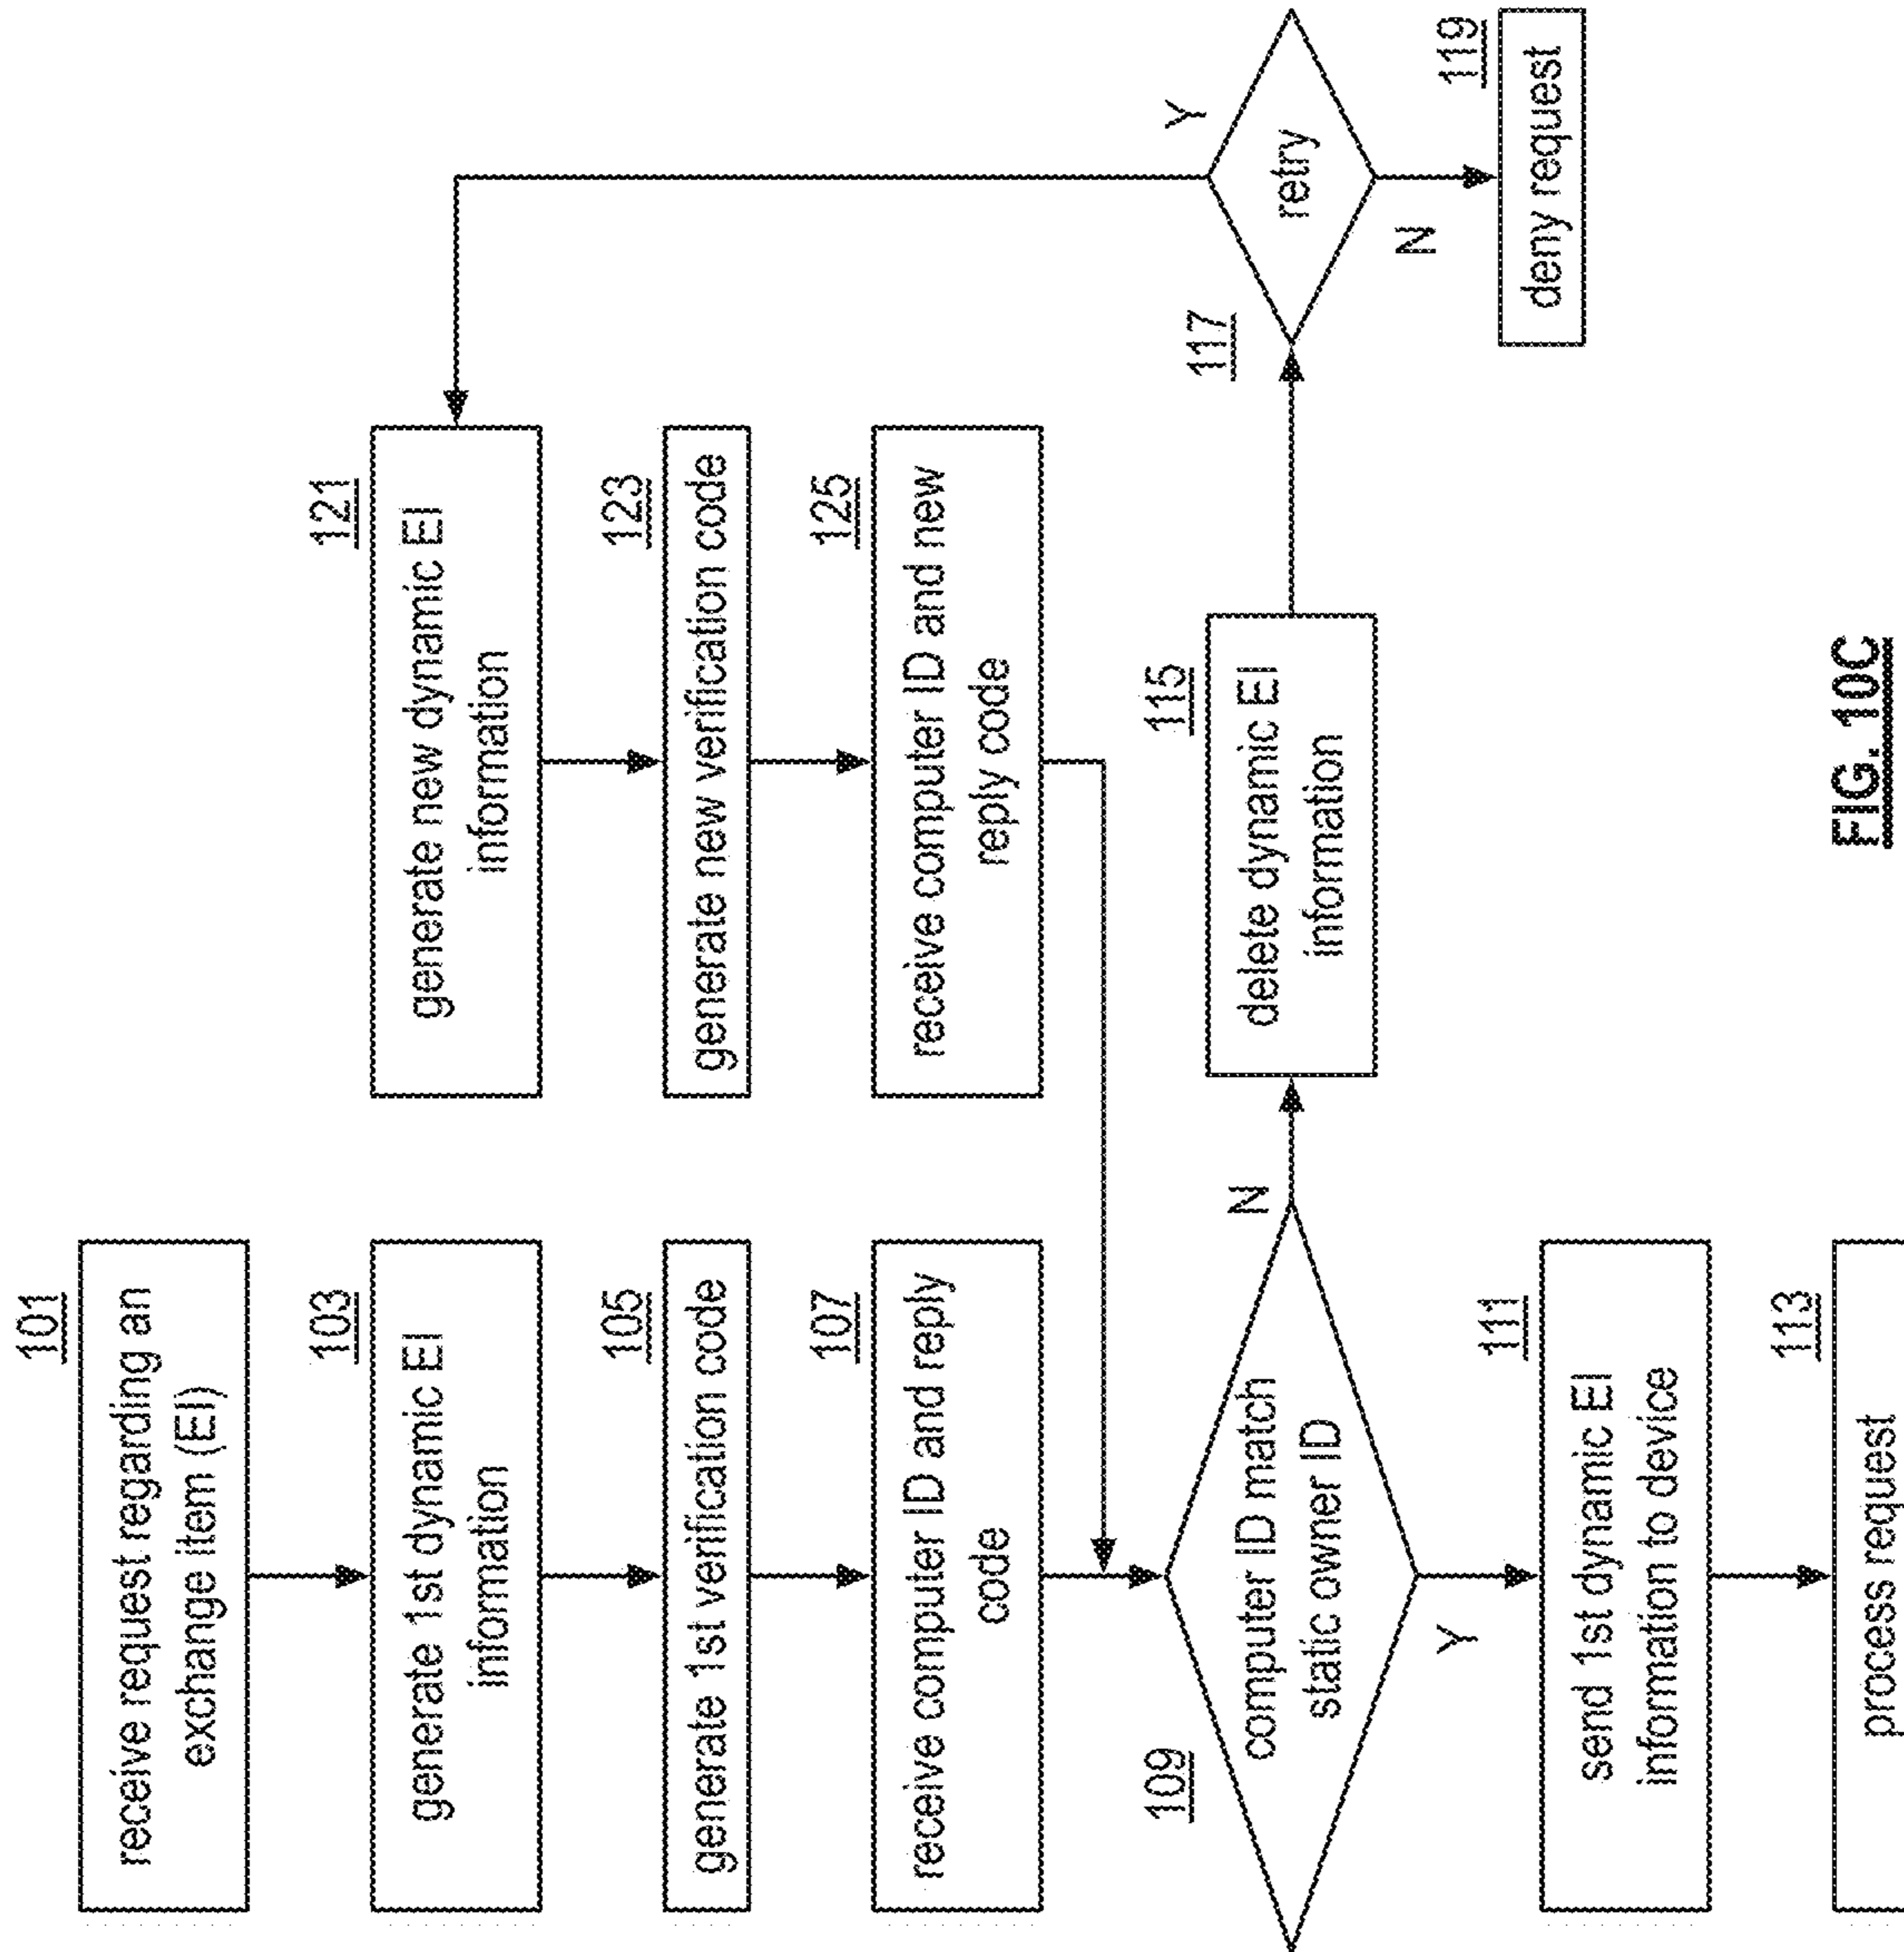 101
receive request regarding an
exchange item (EI)
103
generate 1st dynamic EI
information
105
generate 1st verification code
107
receive computer ID and reply
code
109
computer ID match
static owner ID
Y
N
111
send 1st dynamic EI
information to device
113
process request
115
delete dynamic EI
information
117
retry
Y
N
119
deny request
121
generate new dynamic EI
information
123
generate new verification code
125
receive computer ID and new
reply code
FIG. 10C